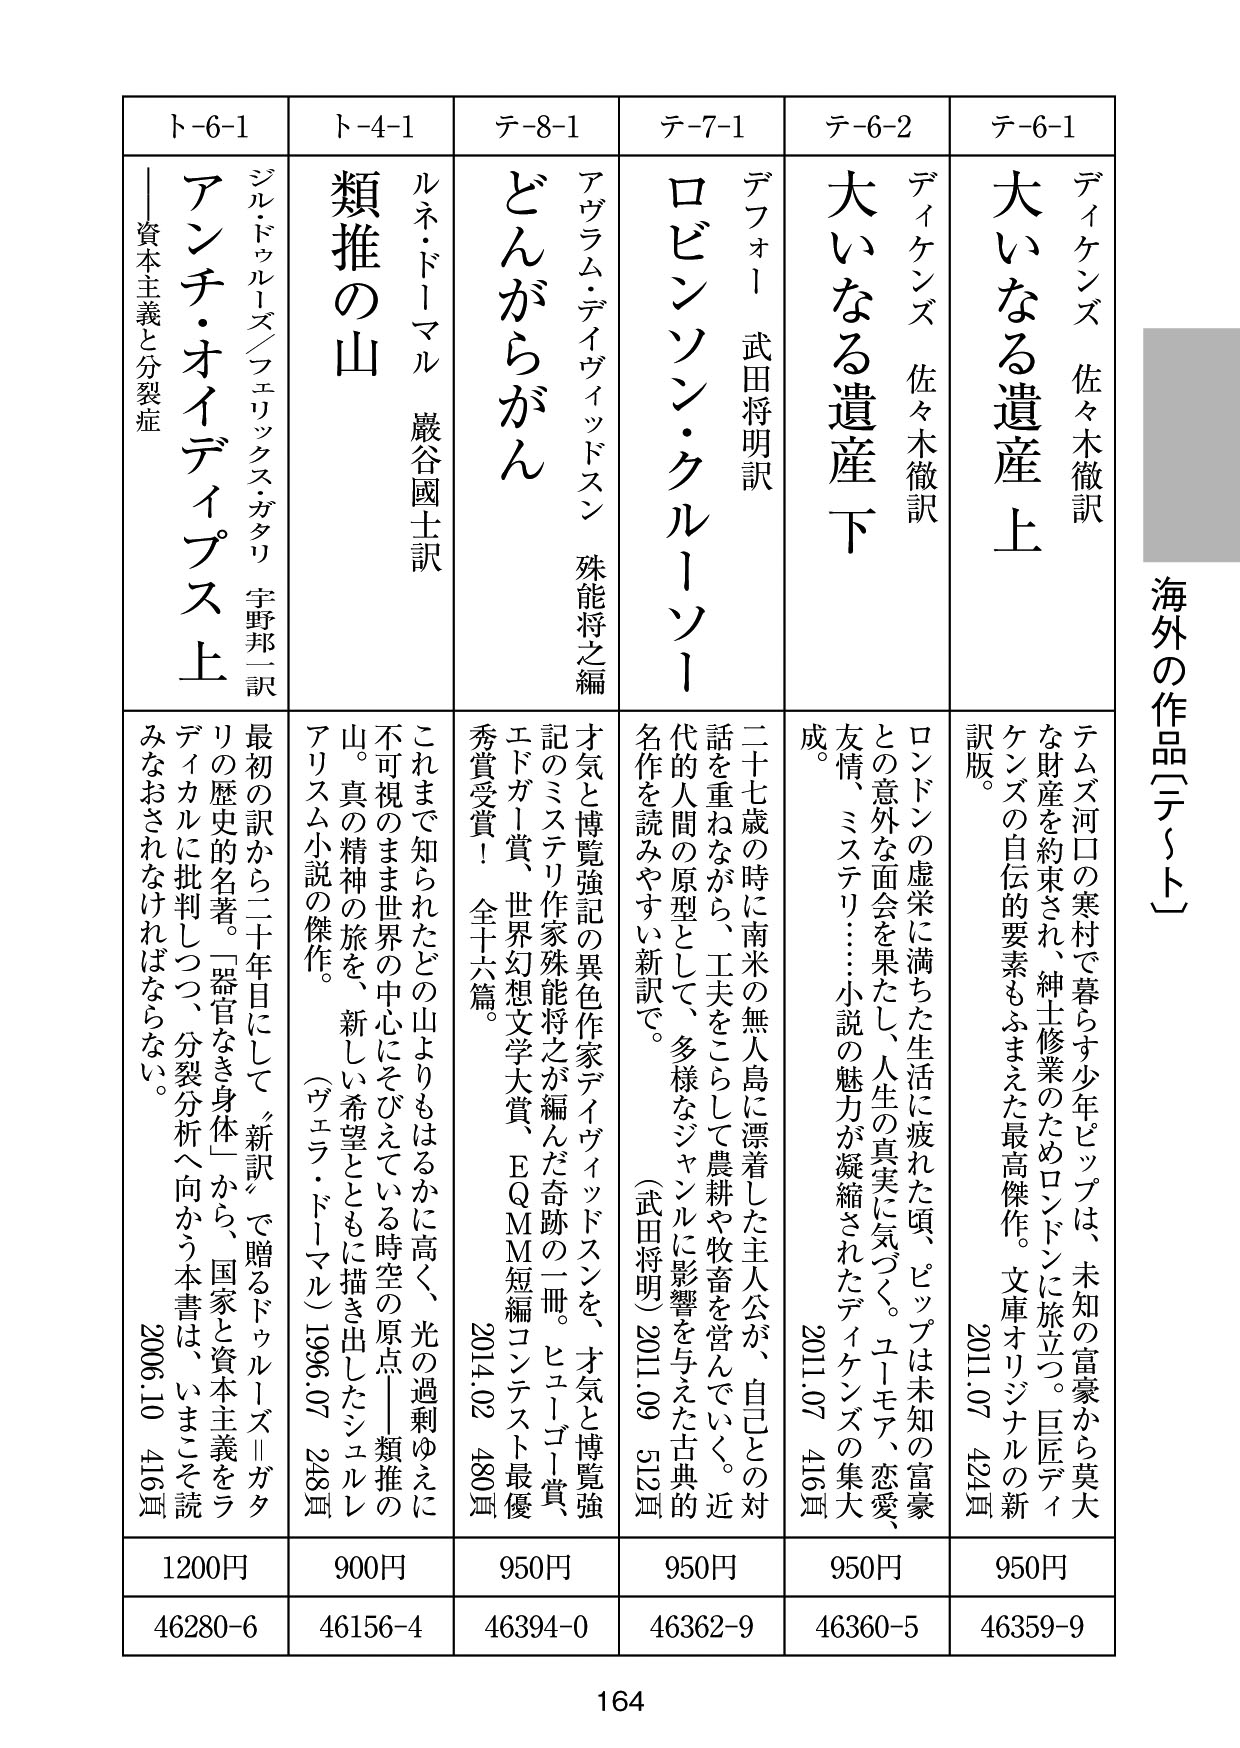 海外の作品〔テ〜ト〕
テ-6-1
ディケンズ　佐々木徹訳
大いなる遺産 上
テムズ河口の寒村で暮らす少年ピップは、未知の富豪から莫大
な財産を約束され、紳士修業のためロンドンに旅立つ。巨匠ディ
ケンズの自伝的要素もふまえた最高傑作。文庫オリジナルの新
訳版。
2011.07　424頁
950円
46359-9
テ-6-2
ディケンズ　佐々木徹訳
大いなる遺産 下
ロンドンの虚栄に満ちた生活に疲れた頃、ピップは未知の富豪
との意外な面会を果たし、人生の真実に気づく。ユーモア、恋愛、
友情、ミステリ……小説の魅力が凝縮されたディケンズの集大
成。
2011.07　416頁
950円
46360-5
テ-7-1
デフォー　武田将明訳
ロビンソン・クルーソー
二十七歳の時に南米の無人島に漂着した主人公が、自己との対
話を重ねながら、工夫をこらして農耕や牧畜を営んでいく。近
代的人間の原型として、多様なジャンルに影響を与えた古典的
名作を読みやすい新訳で。　（武田将明）2011.09　512頁
950円
46362-9
テ-8-1
アヴラム・デイヴィッドスン　殊能将之編
どんがらがん
才気と博覧強記の異色作家デイヴィッドスンを、才気と博覧強
記のミステリ作家殊能将之が編んだ奇跡の一冊。ヒューゴー賞、
エドガー賞、世界幻想文学大賞、ＥＱＭＭ短編コンテスト最優
秀賞受賞！　全十六篇。　2014.02　480頁
950円
46394-0
ト-4-1
ルネ・ドーマル　巖谷國士訳
類推の山
これまで知られたどの山よりもはるかに高く、光の過剰ゆえに
不可視のまま世界の中心にそびえている時空の原点――類推の
山。真の精神の旅を、新しい希望とともに描き出したシュルレ
アリスム小説の傑作。　（ヴェラ・ドーマル）1996.07　248頁
900円
46156-4
ト-6-1
ジル・ドゥルーズ／フェリックス・ガタリ　宇野邦一訳
アンチ・オイディプス 上
――資本主義と分裂症
最初の訳から二十年目にして〝新訳〟で贈るドゥルーズ＝ガタ
リの歴史的名著。「器官なき身体」から、国家と資本主義をラ
ディカルに批判しつつ、分裂分析へ向かう本書は、いまこそ読
みなおされなければならない。　2006.10　416頁
1200円
46280-6
164